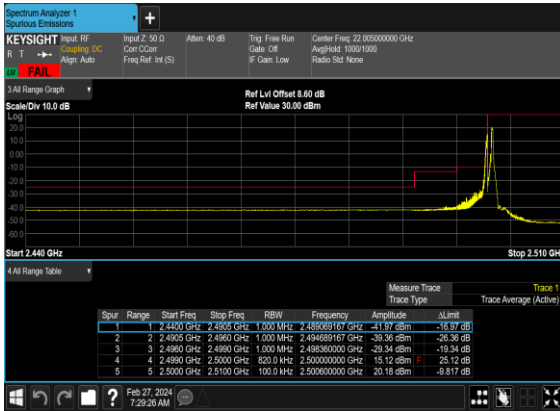 Spectrum Analyzer 1
Spurious Emissions
+
KEYSIGHT Input: RF Input Z: 50 Ω Atten: 40 dB Trig: Free Run Center Freq: 22.005000000 GHz
R T Coupling: DC Corr CCorr Gate: Off Avg|Hold: 1000/1000
Align: Auto Freq Ref: Int (S) IF Gain: Low Radio Std: None
LW FAIL
3 All Range Graph
Ref Lvl Offset 8.60 dB
Scale/Div 10.0 dB Ref Value 30.00 dBm
Log
20.0
10.0
0.00
-10.0
-20.0
-30.0
-40.0
-50.0
-60.0
Start 2.440 GHz Stop 2.510 GH
4 All Range Table
Measure Trace Trace 1
Trace Type Trace Average (Active)
Spur Range Start Freq Stop Freq RBW Frequency Amplitude ΔLimit
1 1 2.4400 GHz 2.4905 GHz 1.000 MHz 2.489069167 GHz -41.97 dBm -16.97 dB
2 2 2.4905 GHz 2.4960 GHz 1.000 MHz 2.494689167 GHz -39.36 dBm -26.36 dB
3 3 2.4960 GHz 2.4990 GHz 1.000 MHz 2.498360000 GHz -29.34 dBm -19.34 dB
4 4 2.4990 GHz 2.5000 GHz 820.0 kHz 2.500000000 GHz 15.12 dBm F 25.12 dB
5 5 2.5000 GHz 2.5100 GHz 100.0 kHz 2.500600000 GHz 20.18 dBm -9.817 dB
? Feb 27, 2024
7:29:26 AM